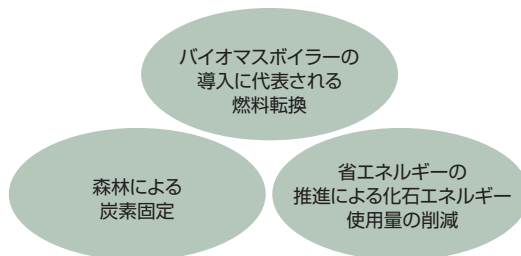 バイオマスボイラーの
導入に代表される
燃料転換
森林による
炭素固定
省エネルギーの
推進による化石エネルギー
使用量の削減